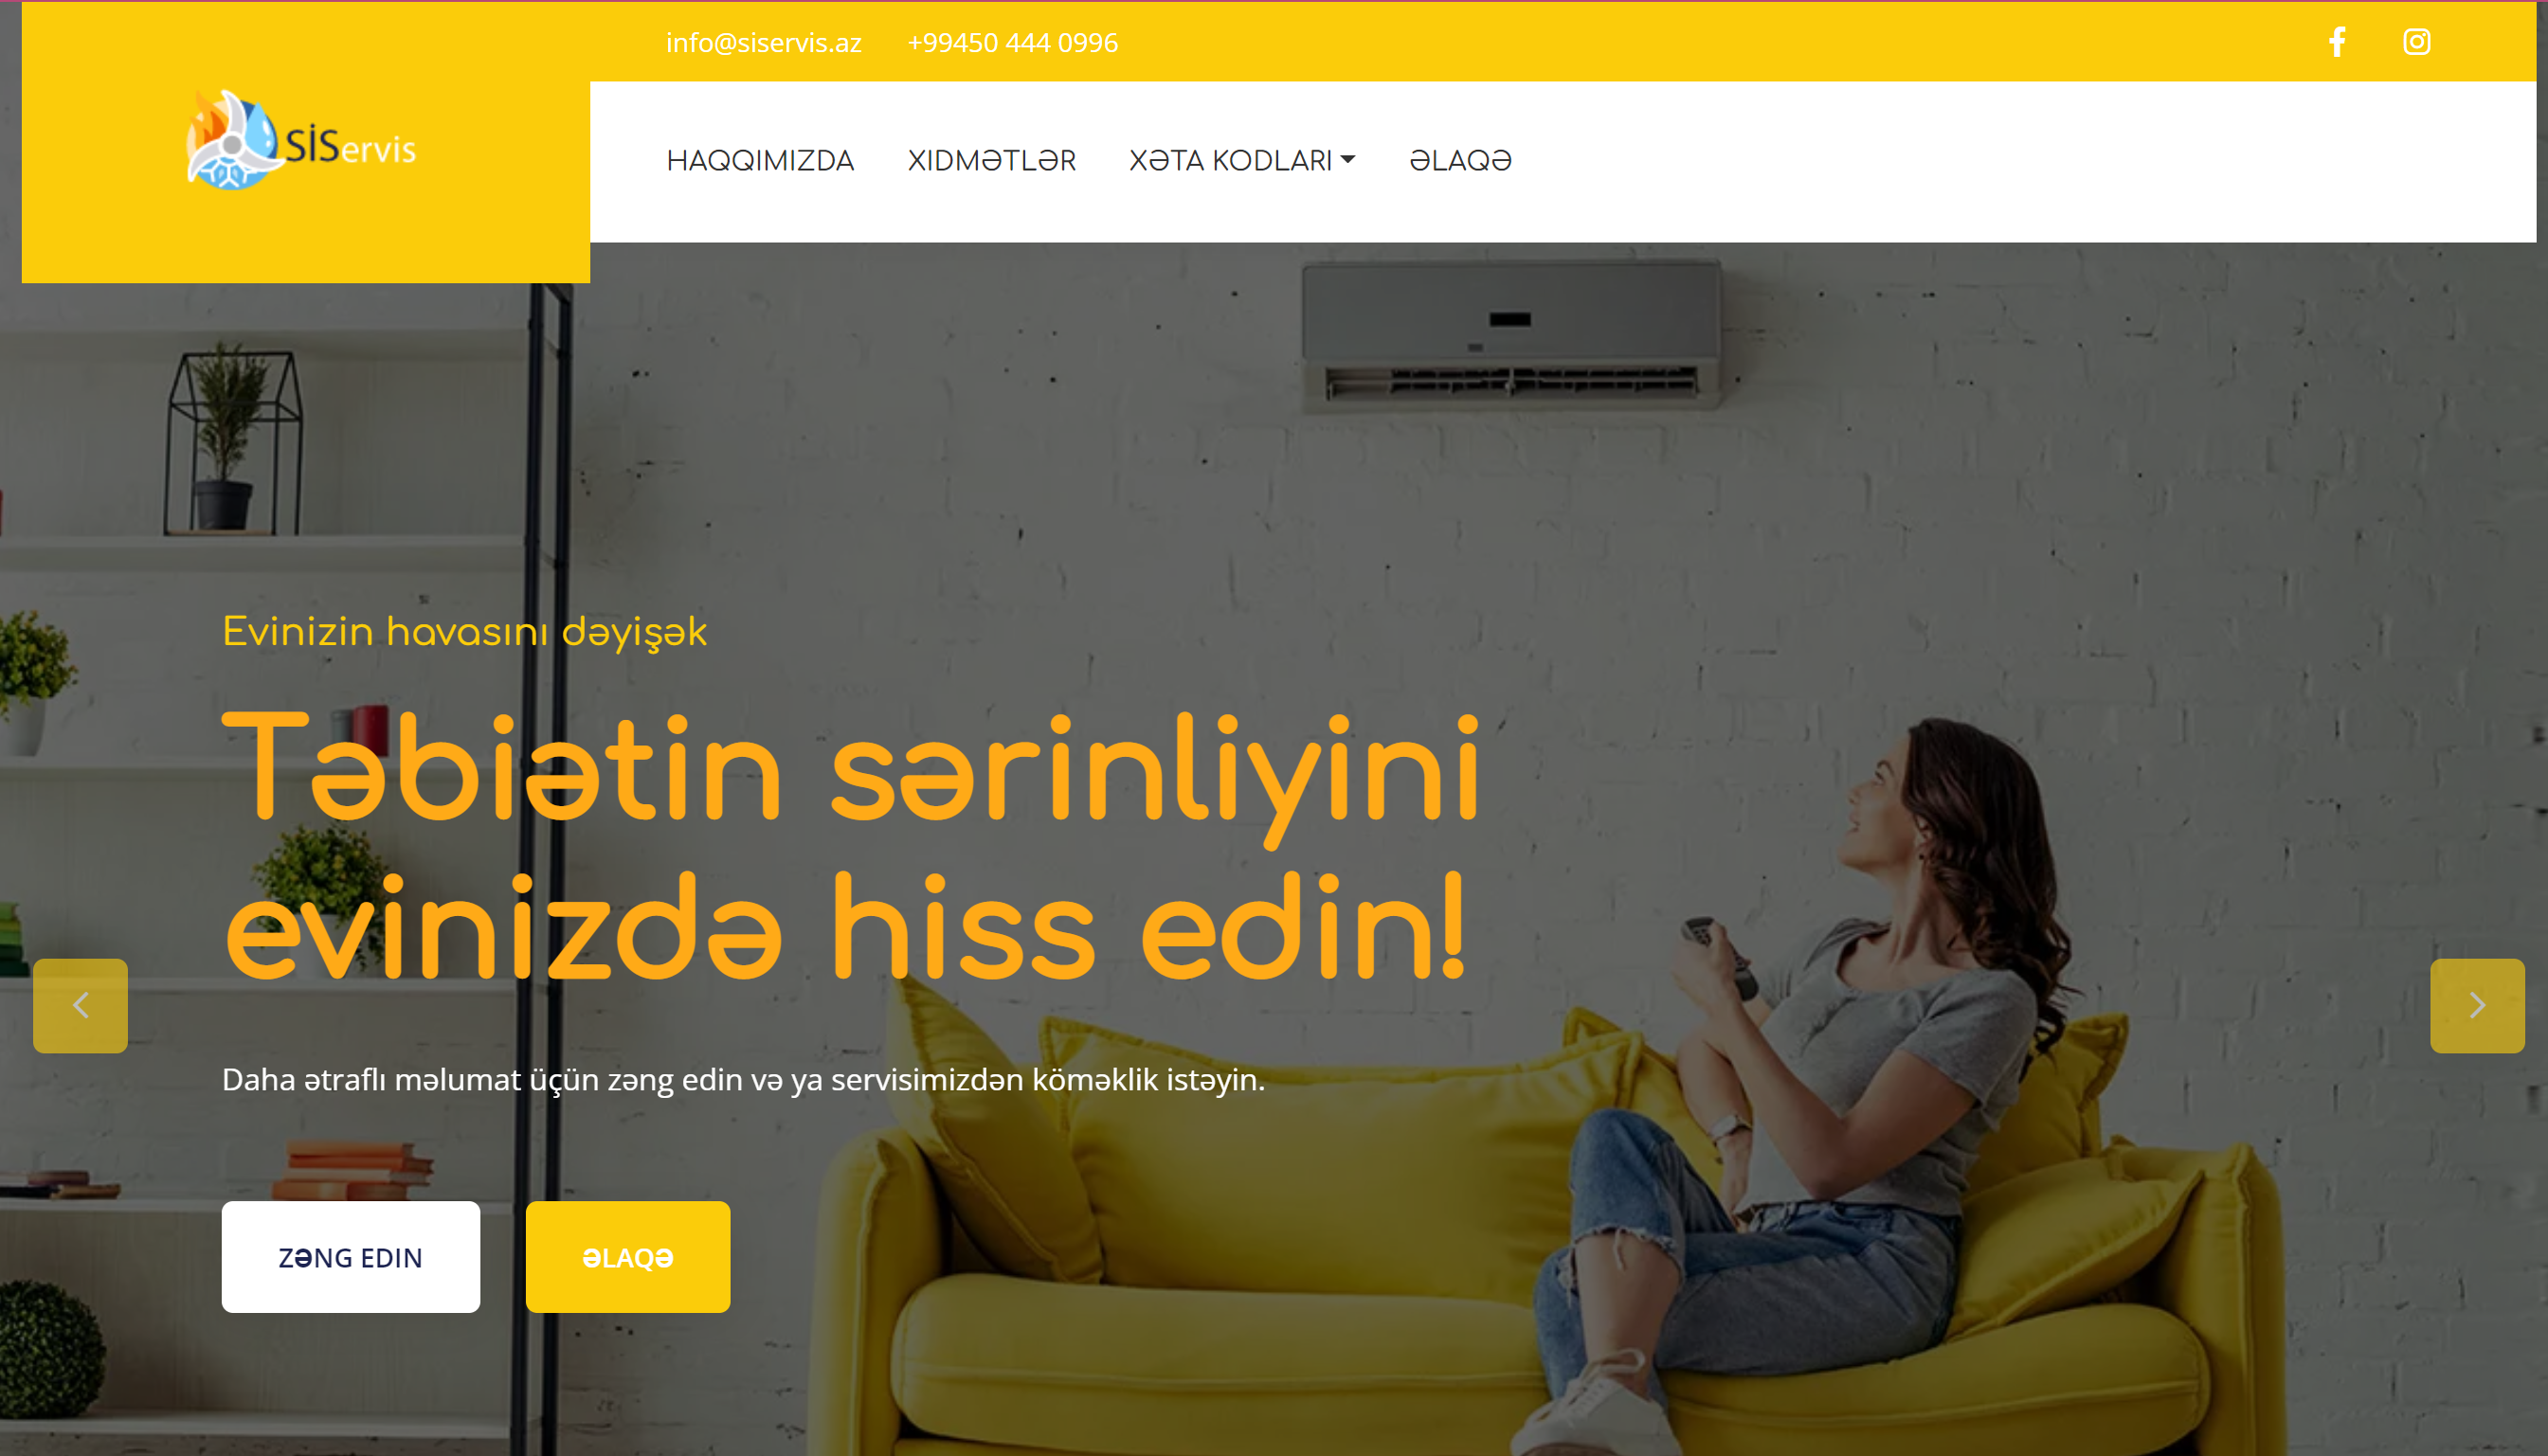 info@siservis.az +99450 444 0996
SİServis
HAQQIMIZDA XIDMƏTLƏR XƏTA KODLARI ƏLAQƏ
Evinizin havasını dəyişək
Təbiətin sərinliyini
evinizdə hiss edin!
Daha ətraflı məlumat üçün zəng edin və ya servisimizdən köməklik istəyin.
ZƏNG EDIN ƏLAQƏ